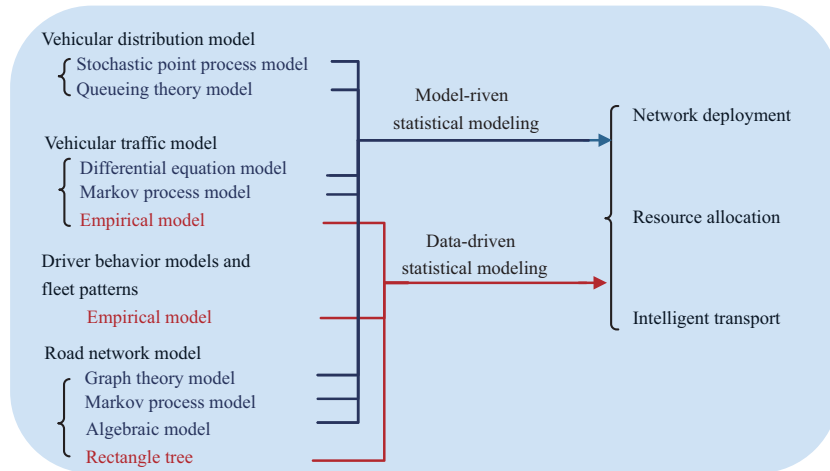 Vehicular distribution model
Stochastic point process model
Queueing theory model
Vehicular traffic model
Differential equation model
Markov process model
Empirical model
Driver behavior models and
fleet patterns
Empirical model
Road network model
Graph theory model
Markov process model
Algebraic model
Rectangle tree
Model-riven
statistical modeling
Data-driven
statistical modeling
Network deployment
Resource allocation
Intelligent transport